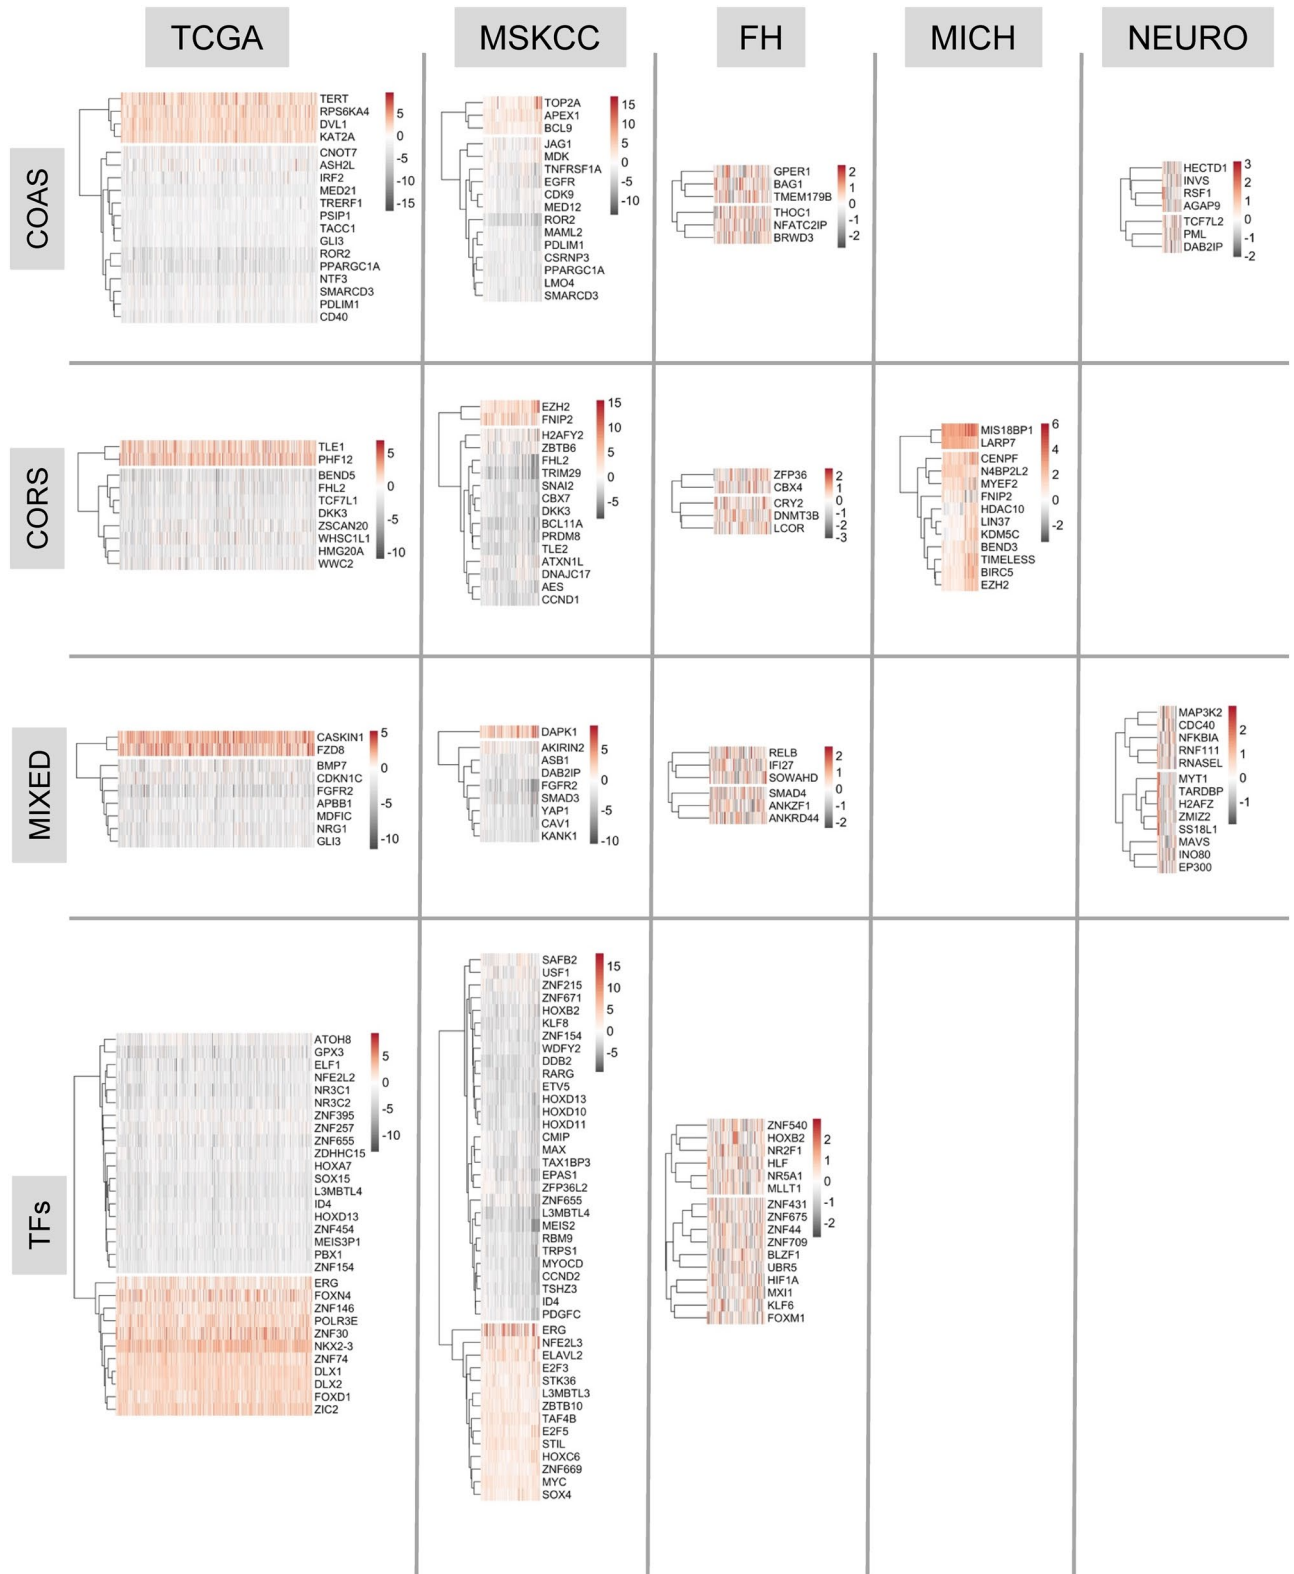 TCGA
MSKCC
FH
MICH
NEURO
COAS
TERT
RPS6KA4
DVL1
KAT2A
CNOT7
ASH2L
IRF2
MED21
TRERF1
PSIP1
TACC1
GLI3
ROR2
PPARGC1A
NTF3
SMARCD3
PDLIM1
CD40
5
0
-5
-10
-15
TOP2A
APEX1
BCL9
JAG1
MDK
TNFRSF1A
EGFR
CDK9
MED12
ROR2
MAML2
PDLIM1
CSRNP3
PPARGC1A
LMO4
SMARCD3
15
10
5
0
-5
-10
GPER1
BAG1
TMEM179B
THOC1
NFATC2IP
BRWD3
2
1
0
-1
-2
HECTD1
INVS
RSF1
AGAP9
TCF7L2
PML
DAB2IP
3
2
1
0
-1
-2
CORS
TLE1
PHF12
BEND5
FHL2
TCF7L1
DKK3
ZSCAN20
WHSC1L1
HMG20A
WWC2
5
0
-5
-10
EZH2
FNIP2
H2AFY2
ZBTB6
FHL2
TRIM29
SNAI2
CBX7
DKK3
BCL11A
PRDM8
TLE2
ATXN1L
DNAJC17
AES
CCND1
15
10
5
0
-5
ZFP36
CBX4
CRY2
DNMT3B
LCOR
2
1
0
-1
-2
-3
MIS18BP1
LARP7
CENPF
N4BP2L2
MYEF2
FNIP2
HDAC10
LIN37
KDM5C
BEND3
TIMELESS
BIRC5
EZH2
6
4
2
0
-2
MIXED
CASKIN1
FZD8
BMP7
CDKN1C
FGFR2
APBB1
MDFIC
NRG1
GLI3
5
0
-5
-10
DAPK1
AKIRIN2
ASB1
DAB2IP
FGFR2
SMAD3
YAP1
CAV1
KANK1
5
0
-5
-10
RELB
IFI27
SOWAHD
SMAD4
ANKZF1
ANKRD44
2
1
0
-1
-2
MAP3K2
CDC40
NFKBIA
RNF111
RNASEL
MYT1
TARDBP
H2AFZ
ZMIZ2
SS18L1
MAVS
INO80
EP300
2
1
0
-1
TFs
ATOH8
GPX3
ELF1
NFE2L2
NR3C1
NR3C2
ZNF395
ZNF257
ZNF655
ZDHHC15
HOXA7
SOX15
L3MBTL4
ID4
HOXD13
ZNF454
MEIS3P1
PBX1
ZNF154
ERG
FOXN4
ZNF146
POLR3E
ZNF30
NKX2-3
ZNF74
DLX1
DLX2
FOXD1
ZIC2
5
0
-5
-10
SAFB2
USF1
ZNF215
ZNF671
HOXB2
KLF8
ZNF154
WDFY2
DDB2
RARG
ETV5
HOXD13
HOXD10
HOXD11
CMIP
MAX
TAX1BP3
EPAS1
ZFP36L2
ZNF655
L3MBTL4
MEIS2
RBM9
TRPS1
MYOCD
CCND2
TSHZ3
ID4
PDGFC
ERG
NFE2L3
ELAVL2
E2F3
STK36
L3MBTL3
ZBTB10
TAF4B
E2F5
STIL
HOXC6
ZNF669
MYC
SOX4
15
10
5
0
-5
ZNF540
HOXB2
NR2F1
HLF
NR5A1
MLLT1
ZNF431
ZNF675
ZNF44
ZNF709
BLZF1
UBR5
HIF1A
MXI1
KLF6
FOXM1
2
1
0
-1
-2